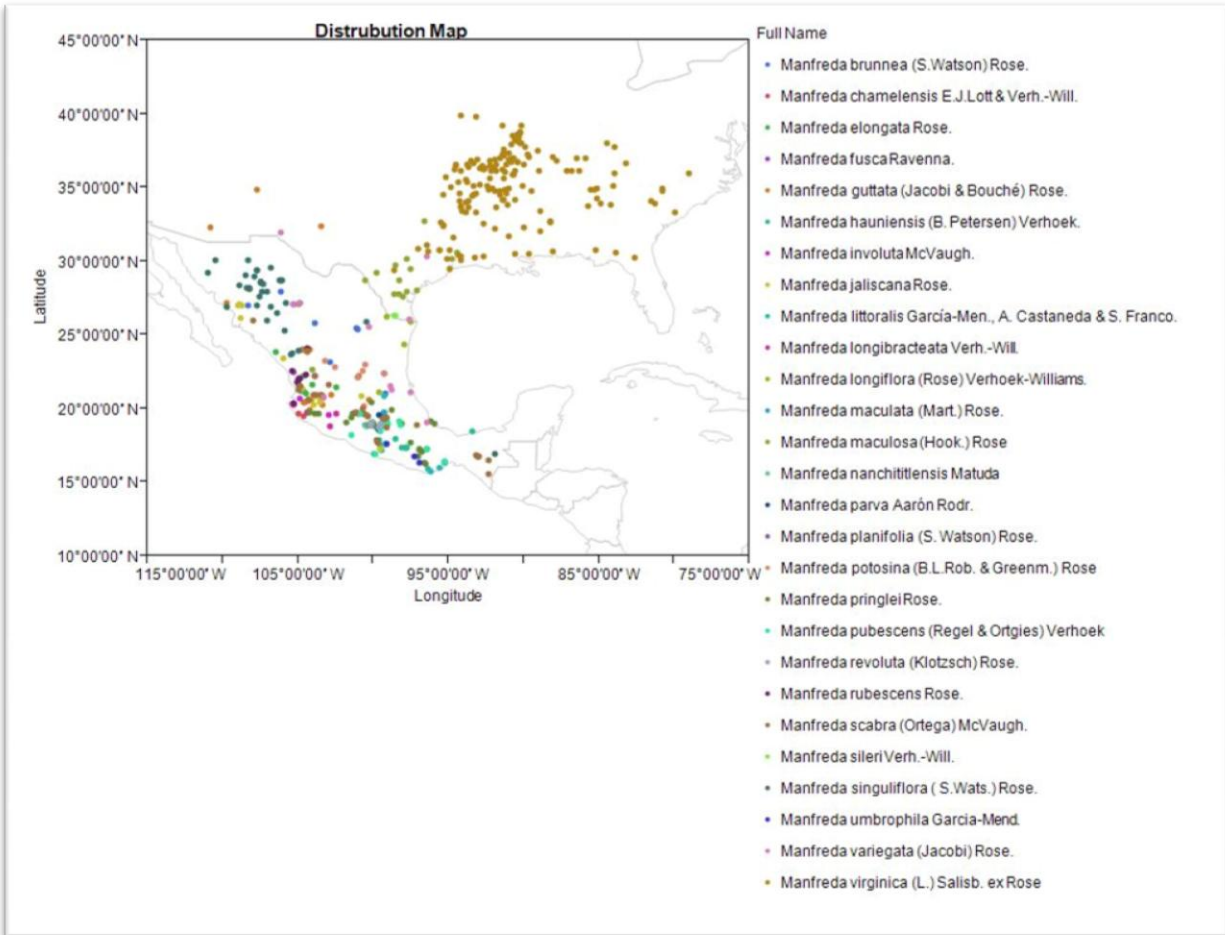 Distrubution Map
45°00'00" N
40°00'00" N
35°00'00" N
30°00'00" N
25°00'00" N
20°00'00" N
15°00'00" N
10°00'00" N
Latitude
115°00'00" W
105°00'00" W
95°00'00" W
85°00'00" W
75°00'00" W
Longitude
Full Name
Manfreda brunnea (S.Watson) Rose.
Manfreda chamelensis E.J.Lott & Verh.-Will.
Manfreda elongata Rose.
Manfreda fusca Ravenna.
Manfreda guttata (Jacobi & Bouché) Rose.
Manfreda hauniensis (B. Petersen) Verhoek.
Manfreda involuta McVaugh.
Manfreda jaliscana Rose.
Manfreda littoralis García-Men., A. Castaneda & S. Franco.
Manfreda longibracteata Verh.-Will.
Manfreda longiflora (Rose) Verhoek-Williams.
Manfreda maculata (Mart.) Rose.
Manfreda maculosa (Hook.) Rose
Manfreda nanchititlensis Matuda
Manfreda parva Aarón Rodr.
Manfreda planifolia (S. Watson) Rose.
Manfreda potosina (B.L.Rob. & Greenm.) Rose
Manfreda pringlei Rose.
Manfreda pubescens (Regel & Ortgies) Verhoek
Manfreda revoluta (Klotzsch) Rose.
Manfreda rubescens Rose.
Manfreda scabra (Ortega) McVaugh.
Manfreda sileri Verh.-Will.
Manfreda singuliflora ( S.Wats.) Rose.
Manfreda umbrophila Garcia-Mend.
Manfreda variegata (Jacobi) Rose.
Manfreda virginica (L.) Salisb. ex Rose